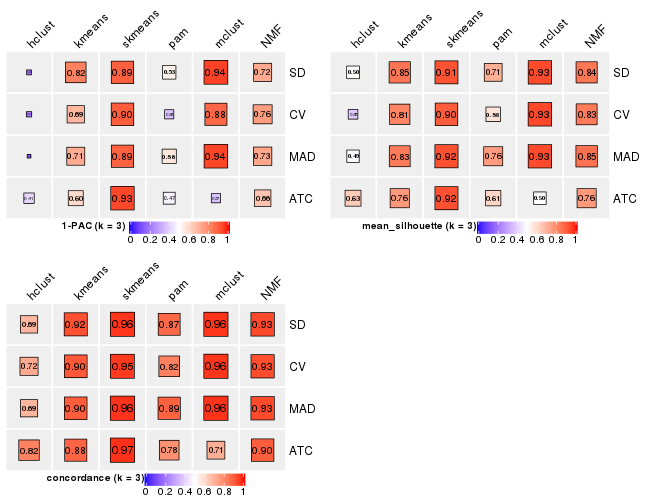 hclust kmeans skmeans pam mclust NMF
0.82 0.89 0.53 0.94 0.72 SD
0.69 0.90 0.88 0.76 CV
0.71 0.89 0.56 0.94 0.73 MAD
0.41 0.60 0.93 0.47 0.66 ATC
1-PAC (k = 3)
0 0.2 0.4 0.6 0.8 1
hclust kmeans skmeans pam mclust NMF
0.50 0.85 0.91 0.71 0.93 0.84 SD
0.81 0.90 0.58 0.93 0.83 CV
0.49 0.83 0.92 0.76 0.93 0.85 MAD
0.63 0.76 0.92 0.61 0.50 0.76 ATC
mean_silhouette (k = 3)
0 0.2 0.4 0.6 0.8 1
hclust kmeans skmeans pam mclust NMF
0.69 0.92 0.96 0.87 0.96 0.93 SD
0.72 0.90 0.95 0.82 0.96 0.93 CV
0.69 0.90 0.96 0.89 0.96 0.93 MAD
0.82 0.88 0.97 0.78 0.71 0.90 ATC
concordance (k = 3)
0 0.2 0.4 0.6 0.8 1